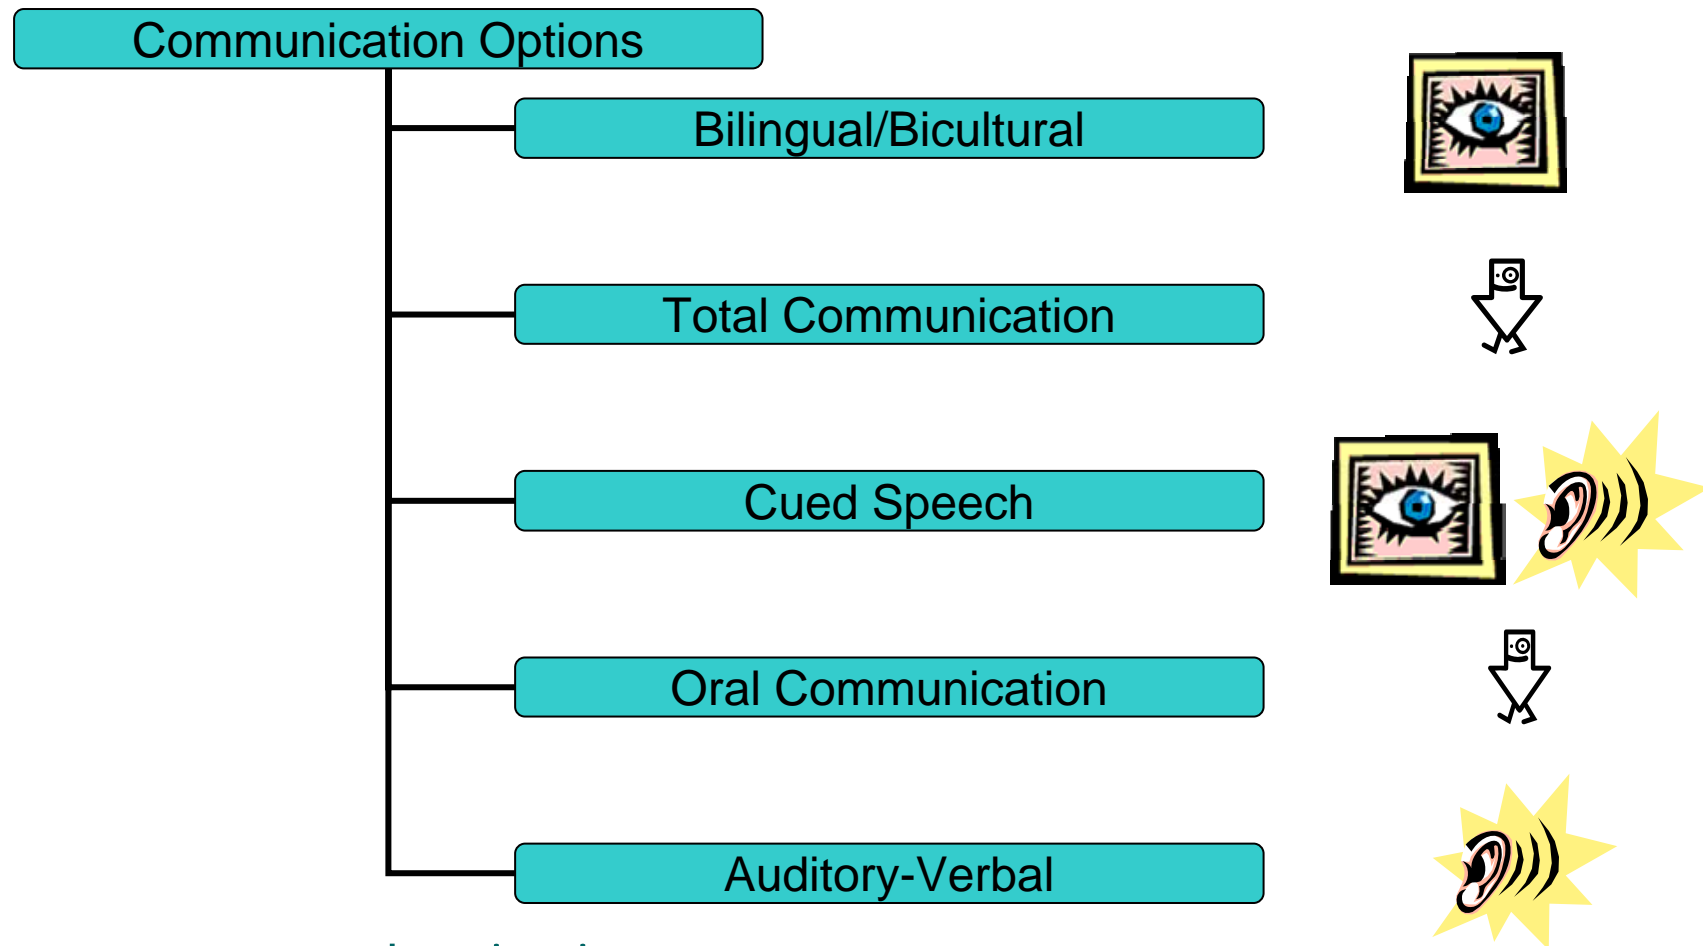 Communication Options
Bilingual/Bicultural
Total Communication
Cued Speech
Oral Communication
Auditory-Verbal